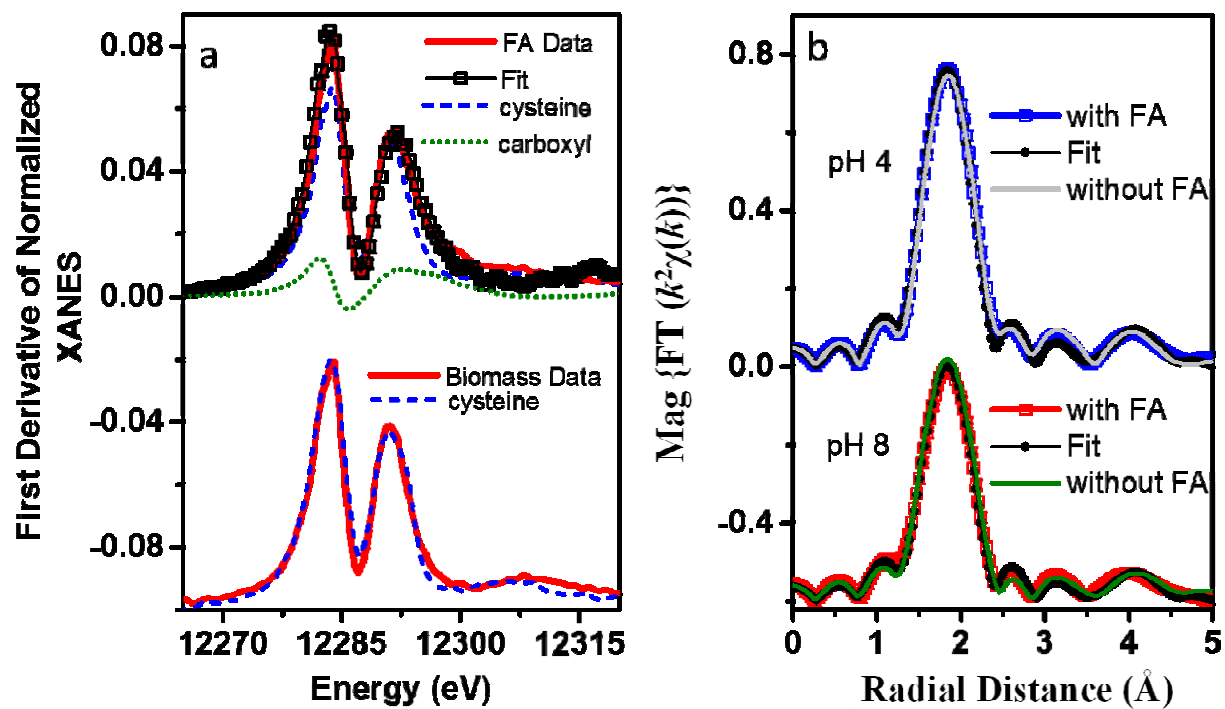 First Derivative of Normalized
XANES
a
FA Data
Fit
cysteine
carboxyl
0.08
0.04
0.00
-0.04
-0.08
Biomass Data
cysteine
12270 12285 12300 12315
Energy (eV)
Mag {FT (k²χ(k))}
b
with FA
Fit
without FA
pH 4
0.8
0.4
0.0
-0.4
with FA
Fit
without FA
pH 8
0 1 2 3 4 5
Radial Distance (Å)